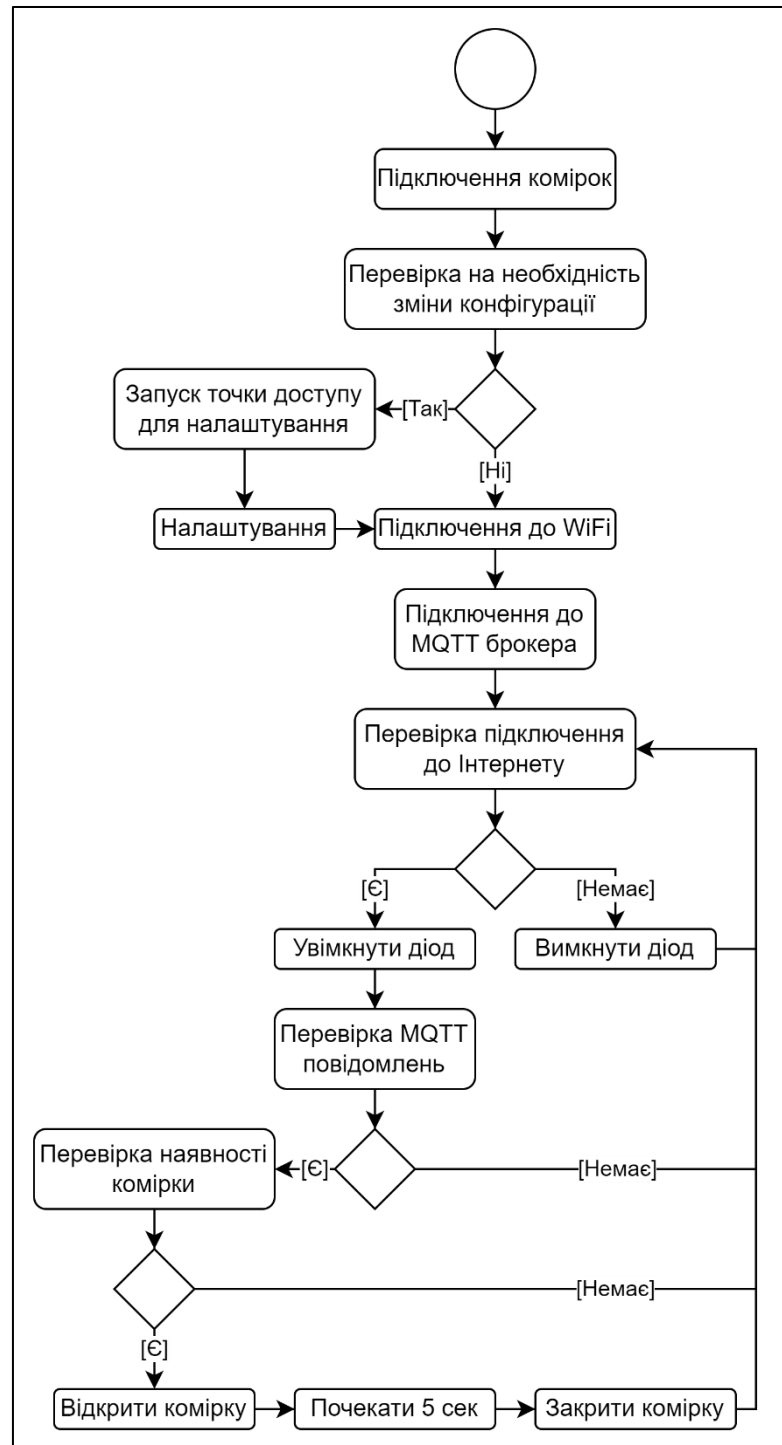 Підключення комірок
Перевірка на необхідність
зміни конфігурації
Запуск точки доступу
для налаштування
[Так]
[Ні]
Налаштування
Підключення до WiFi
Підключення до
MQTT брокера
Перевірка підключення
до Інтернету
[Є]
[Немає]
Увімкнути діод
Вимкнути діод
Перевірка MQTT
повідомлень
Перевірка наявності
комірки
[Є]
[Немає]
[Немає]
[Є]
Відкрити комірку
Почекати 5 сек
Закрити комірку